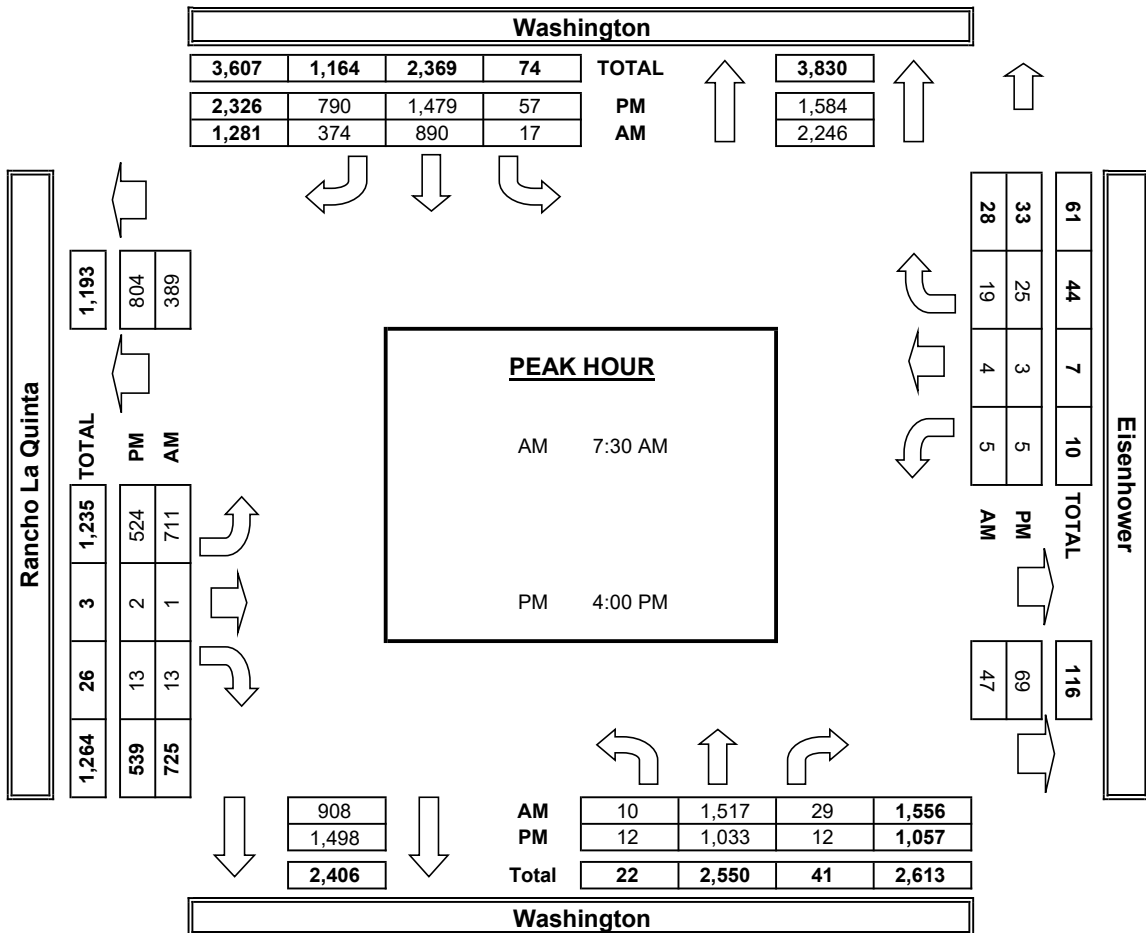 Washington
3,607 1,164 2,369 74 TOTAL 3,830
2,326 790 1,479 57 PM 1,584
1,281 374 890 17 AM 2,246
Rancho La Quinta
1,193
804
389
TOTAL
PM
AM
1,235 3 26 1,264
524 2 13 539
711 1 13 725
PEAK HOUR
AM 7:30 AM
PM 4:00 PM
61 44 7 10 TOTAL
33 25 3 5 PM
28 19 4 5 AM
116
69
47
Eisenhower
908 AM 10 1,517 29 1,556
1,498 PM 12 1,033 12 1,057
2,406 Total 22 2,550 41 2,613
Washington